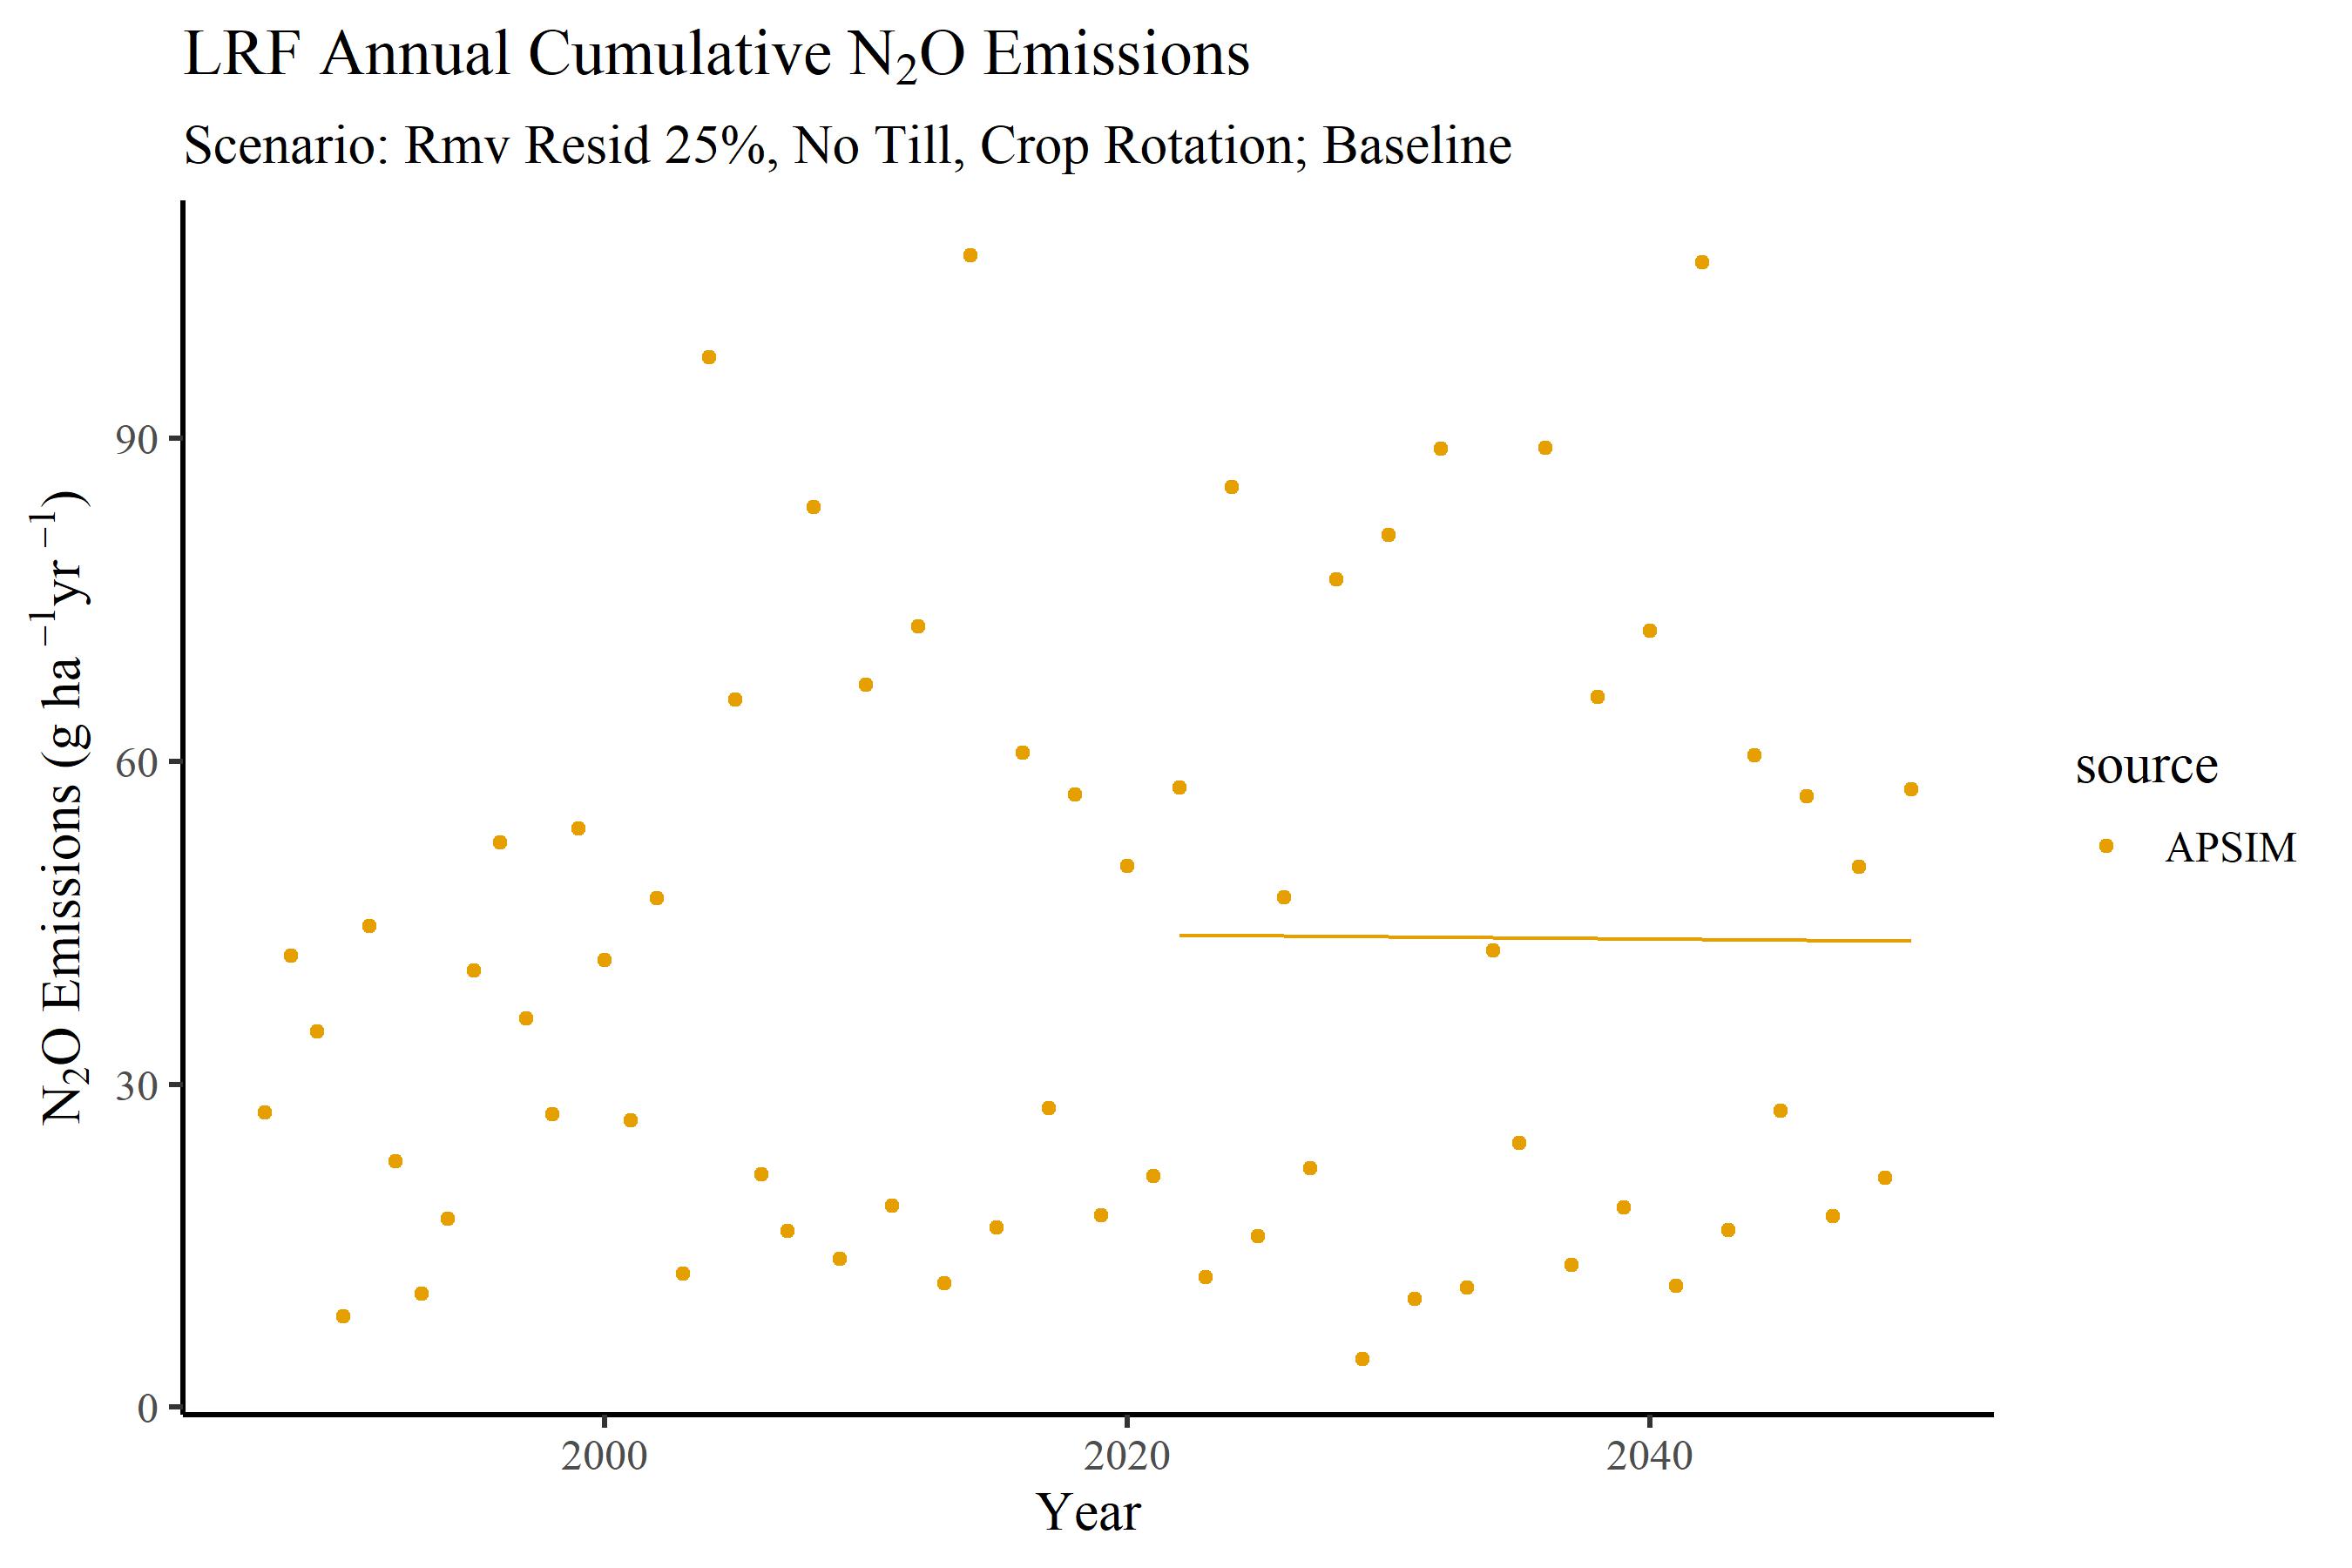 LRF Annual Cumulative N₂O Emissions
Scenario: Rmv Resid 25%, No Till, Crop Rotation; Baseline
N₂O Emissions (g ha⁻¹yr⁻¹)
90
60
30
0
2000 2020 2040
Year
source
APSIM